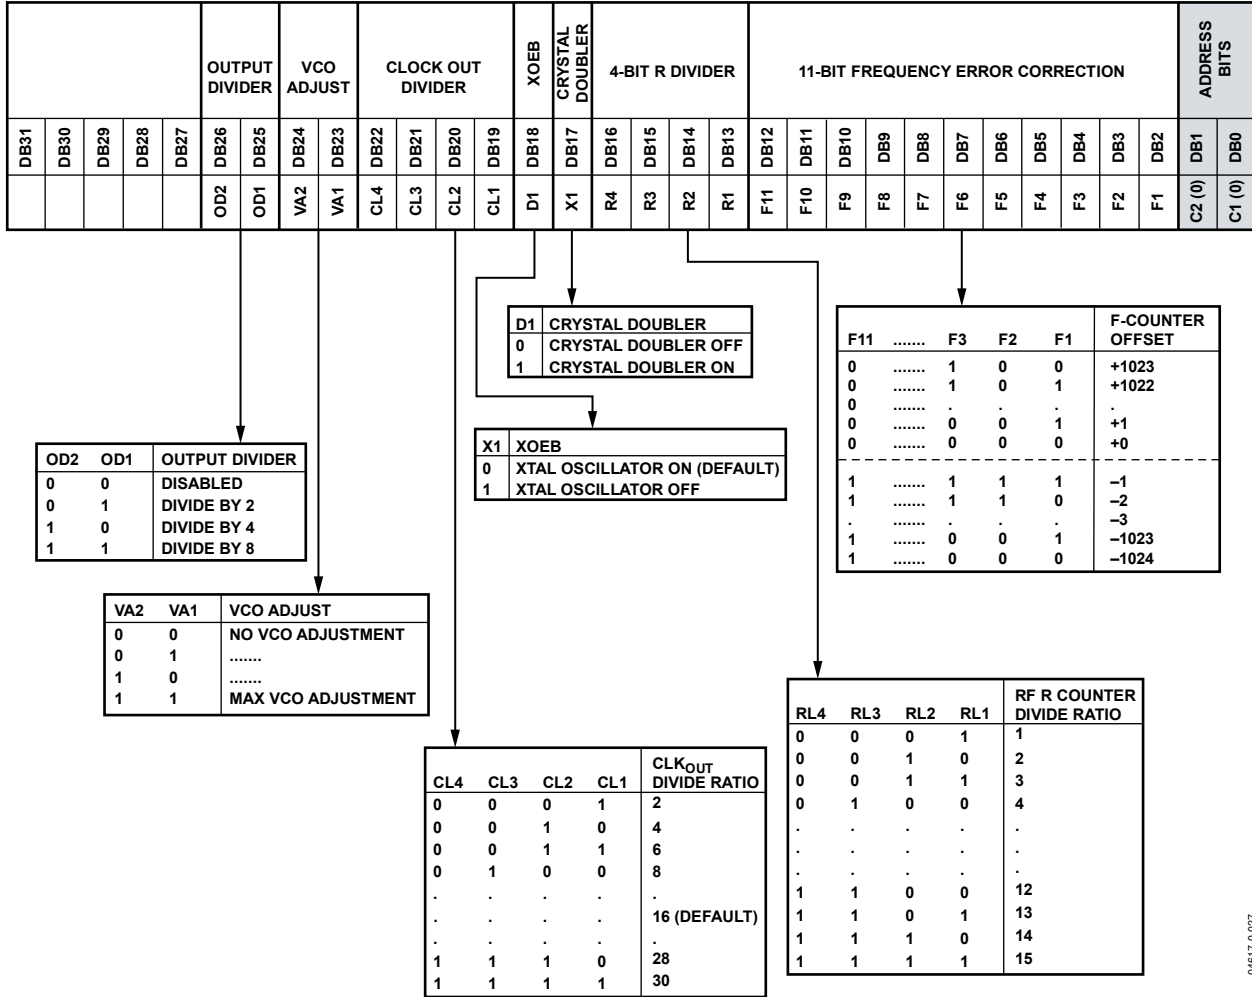 OUTPUT DIVIDER
VCO ADJUST
CLOCK OUT DIVIDER
XOEB
CRYSTAL DOUBLER
4-BIT R DIVIDER
11-BIT FREQUENCY ERROR CORRECTION
ADDRESS BITS
DB31 DB30 DB29 DB28 DB27 DB26 DB25 DB24 DB23 DB22 DB21 DB20 DB19 DB18 DB17 DB16 DB15 DB14 DB13 DB12 DB11 DB10 DB9 DB8 DB7 DB6 DB5 DB4 DB3 DB2 DB1 DB0
OD2 OD1 VA2 VA1 CL4 CL3 CL2 CL1 D1 X1 R4 R3 R2 R1 F11 F10 F9 F8 F7 F6 F5 F4 F3 F2 F1 C2 (0) C1 (0)
D1 CRYSTAL DOUBLER
0 CRYSTAL DOUBLER OFF
1 CRYSTAL DOUBLER ON
F11 ....... F3 F2 F1 F-COUNTER OFFSET
0 ....... 1 0 0 +1023
0 ....... 1 0 1 +1022
0 ....... . . . .
0 ....... 0 0 1 +1
0 ....... 0 0 0 +0
1 ....... 1 1 1 –1
1 ....... 1 1 0 –2
. ....... . . . –3
1 ....... 0 0 1 –1023
1 ....... 0 0 0 –1024
X1 XOEB
0 XTAL OSCILLATOR ON (DEFAULT)
1 XTAL OSCILLATOR OFF
OD2 OD1 OUTPUT DIVIDER
0 0 DISABLED
0 1 DIVIDE BY 2
1 0 DIVIDE BY 4
1 1 DIVIDE BY 8
VA2 VA1 VCO ADJUST
0 0 NO VCO ADJUSTMENT
0 1 .......
1 0 .......
1 1 MAX VCO ADJUSTMENT
CL4 CL3 CL2 CL1 CLKOUT DIVIDE RATIO
0 0 0 1 2
0 0 1 0 4
0 0 1 1 6
0 1 0 0 8
. . . . .
. . . . 16 (DEFAULT)
. . . . .
1 1 1 0 28
1 1 1 1 30
RL4 RL3 RL2 RL1 RF R COUNTER DIVIDE RATIO
0 0 0 1 1
0 0 1 0 2
0 0 1 1 3
0 1 0 0 4
. . . . .
. . . . .
. . . . .
1 1 0 0 12
1 1 0 1 13
1 1 1 0 14
1 1 1 1 15